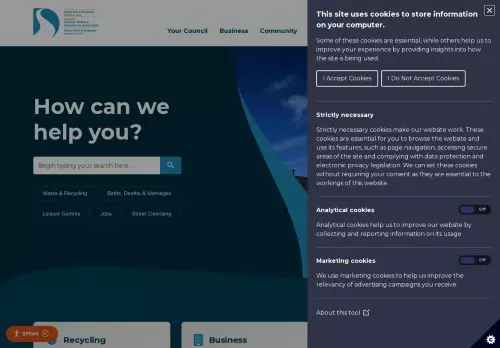 Your Council
Business
Community
How can we
help you?
Begin typing your search here...
Waste & Recycling
Births, Deaths & Marriages
Leisure Centres
Jobs
Street Cleansing
SPEAK
Recycling
Business
This site uses cookies to store information
on your computer.
Some of these cookies are essential, while others help us to
improve your experience by providing insights into how
the site is being used.
I Accept Cookies
I Do Not Accept Cookies
Strictly necessary
Strictly necessary cookies make our website work. These
cookies are essential for you to browse the website and
use its features, such as page navigation, accessing secure
areas of the site and complying with data protection and
electronic privacy legislation. We can set these cookies
without requiring your consent as they are essential to the
workings of this website.
Analytical cookies
Off
Analytical cookies help us to improve our website by
collecting and reporting information on its usage
Marketing cookies
Off
We use marketing cookies to help us improve the
relevancy of advertising campaigns you receive.
About this tool